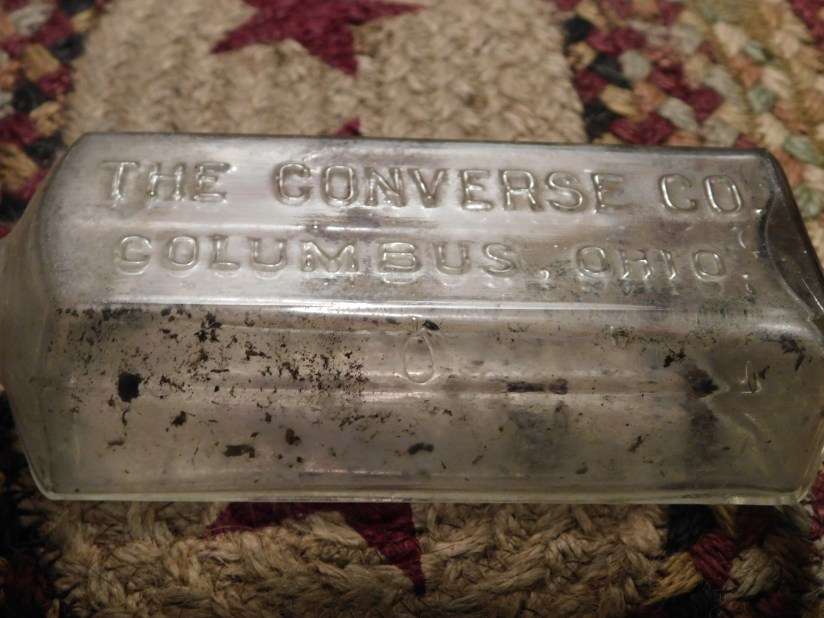 THE CONVERSE CO.
COLUMBUS, OHIO.